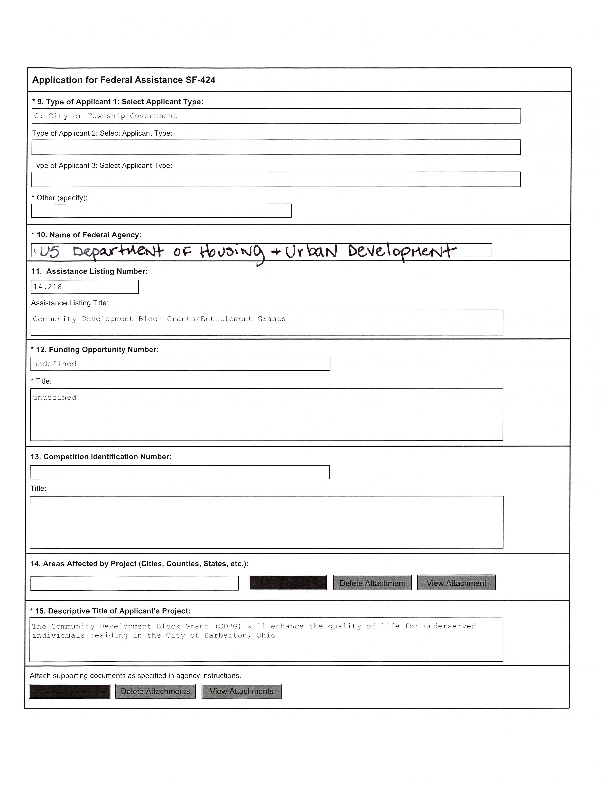 Application for Federal Assistance SF-424
* 9. Type of Applicant 1: Select Applicant Type:
C: City or Township Government
Type of Applicant 2: Select Applicant Type:
Type of Applicant 3: Select Applicant Type:
* Other (specify):
* 10. Name of Federal Agency:
US Department of Housing + Urban Development
11. Assistance Listing Number:
14.218
Assistance Listing Title:
Community Development Block Grants/Entitlement Grants
* 12. Funding Opportunity Number:
undefined
* Title:
undefined
13. Competition Identification Number:
Title:
14. Areas Affected by Project (Cities, Counties, States, etc.):
Delete Attachment View Attachment
* 15. Descriptive Title of Applicant's Project:
The Community Development Block Grant (CDBG) will enhance the quality of life for underserved
individuals residing in the City of Barberton, Ohio
Attach supporting documents as specified in agency instructions.
Delete Attachments View Attachments